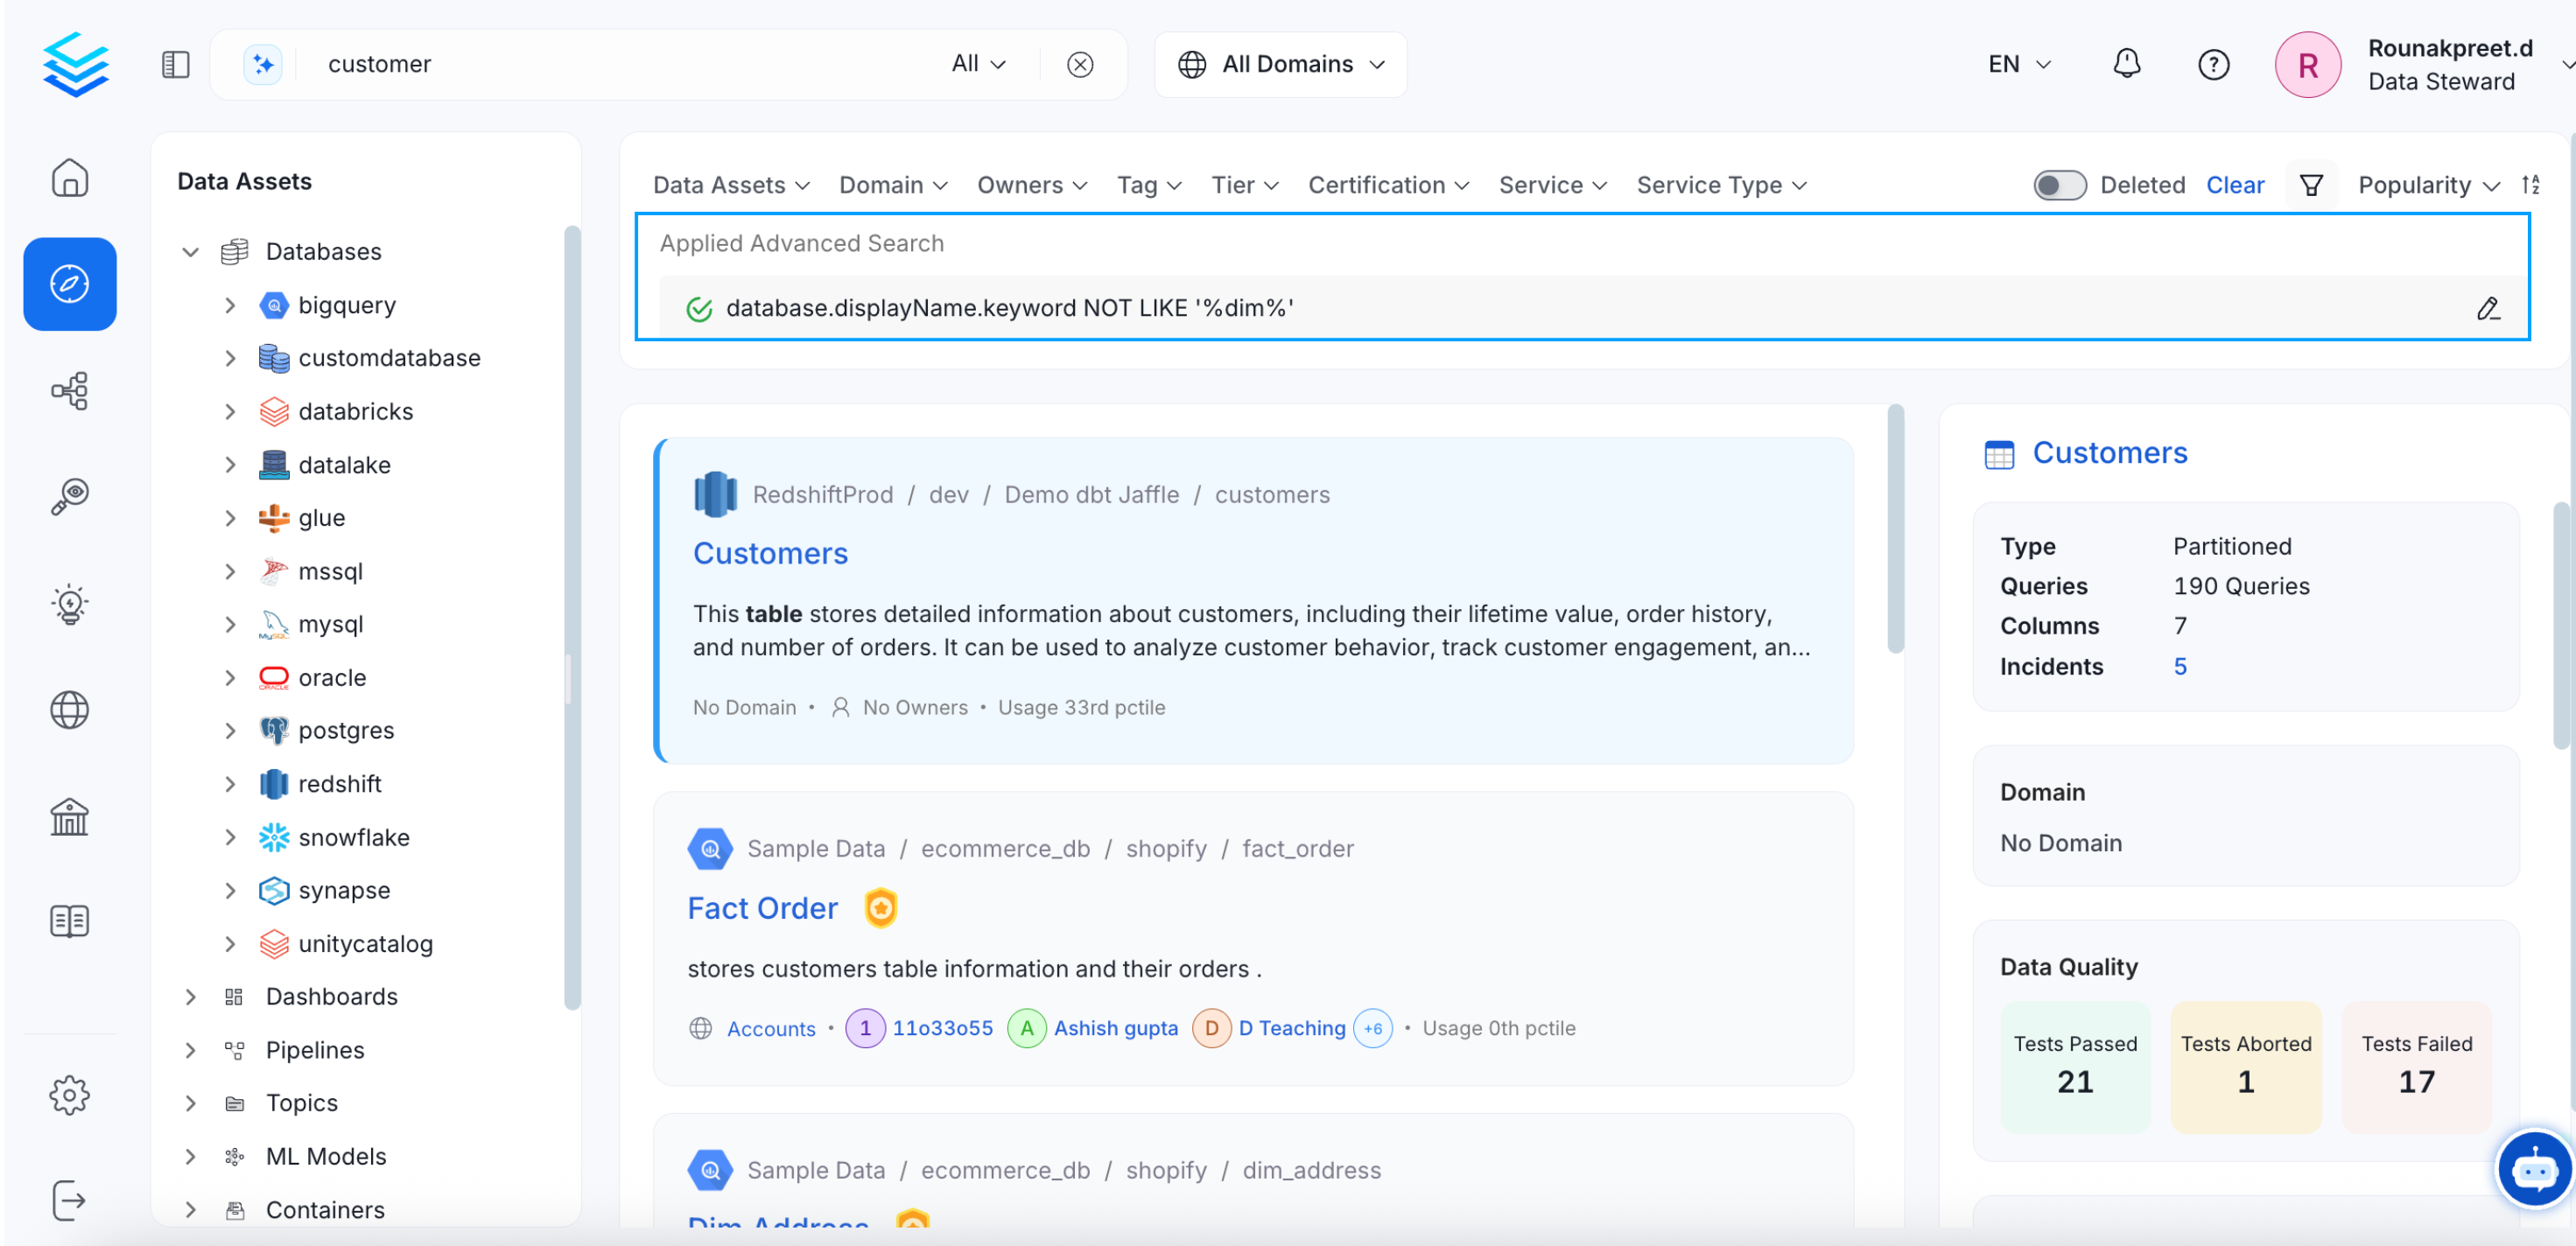 customer
All
All Domains
EN
R
Rounakpreet.d
Data Steward
Data Assets
Databases
bigquery
customdatabase
databricks
datalake
glue
mssql
mysql
oracle
postgres
redshift
snowflake
synapse
unitycatalog
Dashboards
Pipelines
Topics
ML Models
Containers
Data Assets Domain Owners Tag Tier Certification Service Service Type Deleted Clear Popularity
Applied Advanced Search
database.displayName.keyword NOT LIKE '%dim%'
RedshiftProd / dev / Demo dbt Jaffle / customers
Customers
This table stores detailed information about customers, including their lifetime value, order history,
and number of orders. It can be used to analyze customer behavior, track customer engagement, an...
No Domain • No Owners • Usage 33rd pctile
Sample Data / ecommerce_db / shopify / fact_order
Fact Order
stores customers table information and their orders .
Accounts • 1 11o33o55 A Ashish gupta D D Teaching +6 • Usage 0th pctile
Sample Data / ecommerce_db / shopify / dim_address
Dim Address
Customers
Type Partitioned
Queries 190 Queries
Columns 7
Incidents 5
Domain
No Domain
Data Quality
Tests Passed
21
Tests Aborted
1
Tests Failed
17